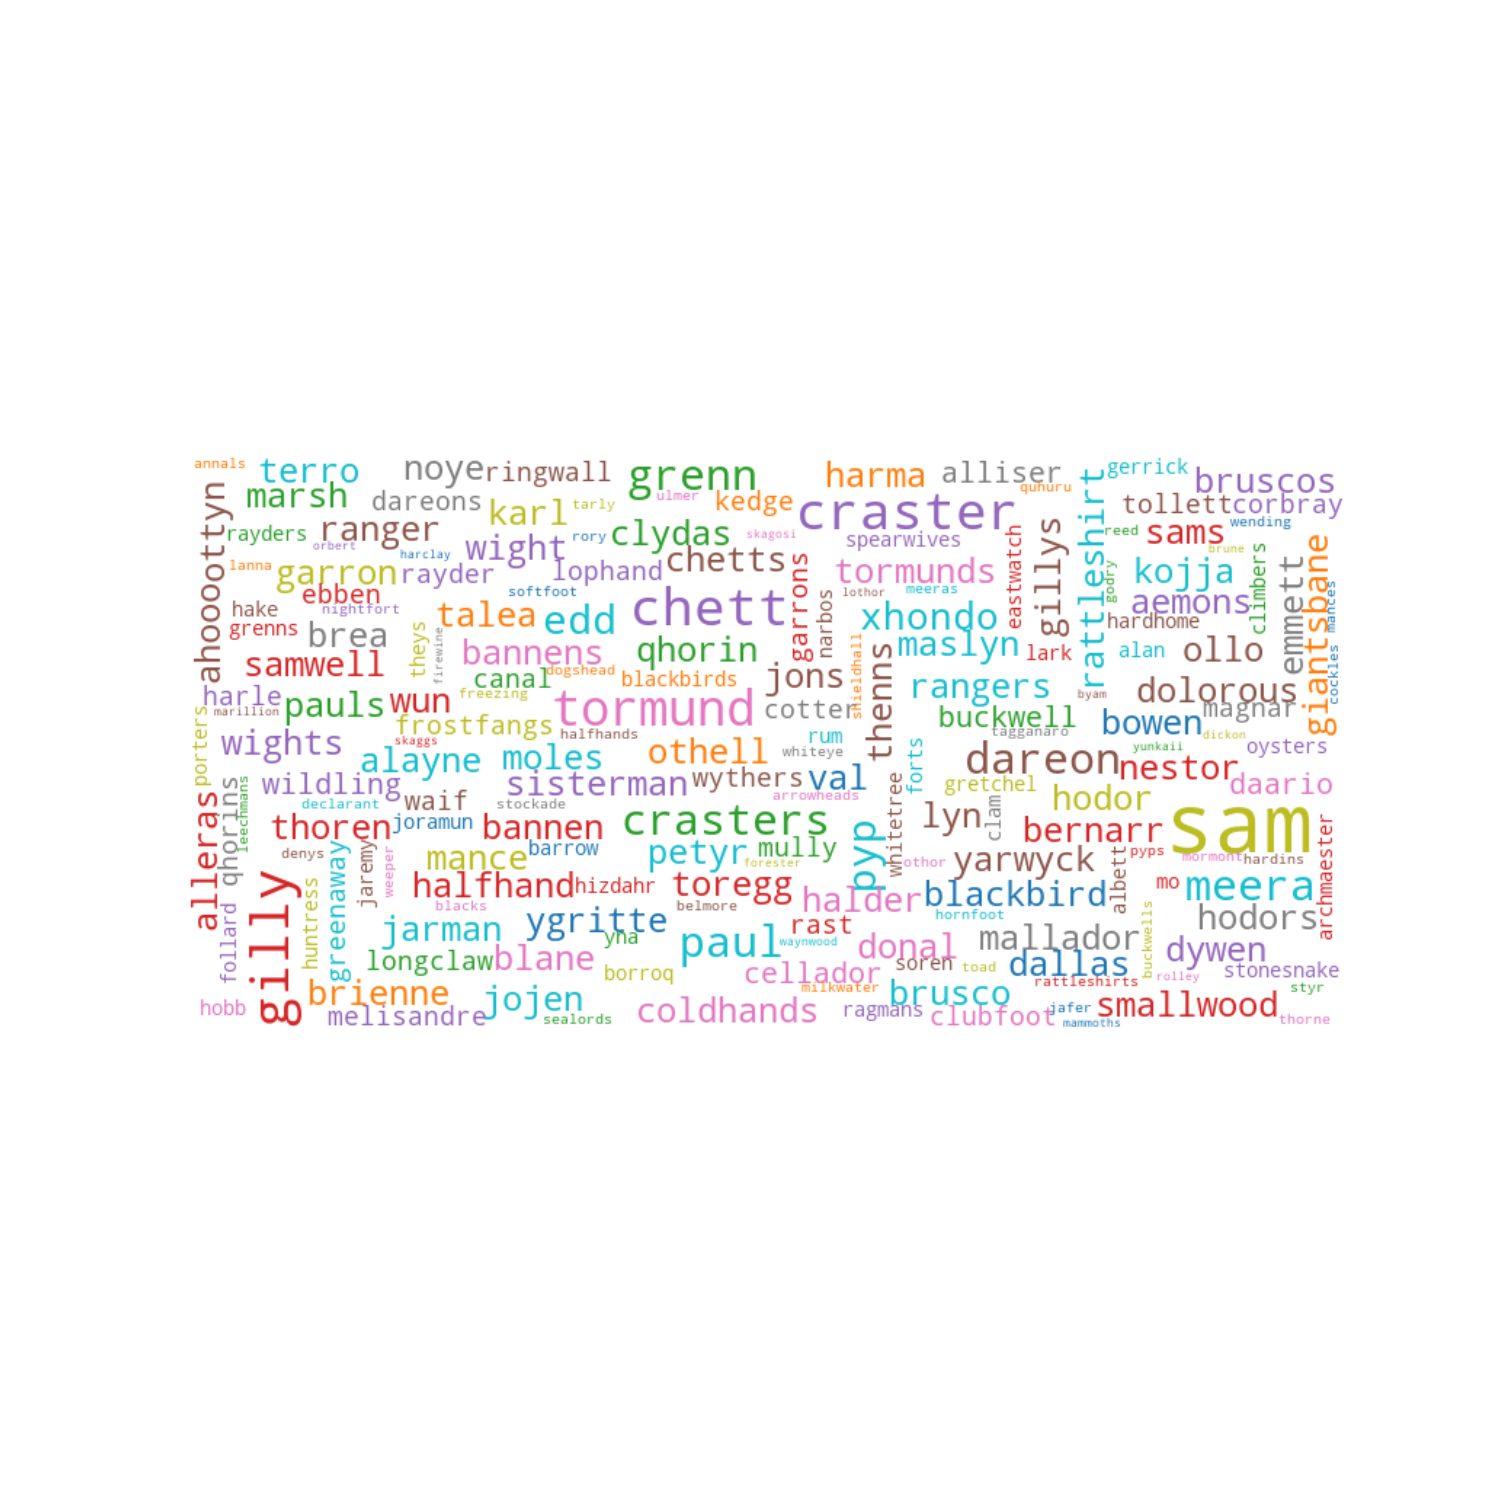 annals terro noye ringwall grenn harma alliser gerrick bruscos
marsh dareons karl tarly ulmer kedge craster quhuru tollett corbray
ahooooottyn rayders ranger orbert harclay wight rory clydas skagosi spearwives eastwatch gillys rattleshirt reed sams wending brune
lanna garron rayder lophand chetts garrons tormunds meeras lothor godry kojja climbers giantsbane
ebben softfoot hake nightfort talea edd chett narbos xhondo aemons hardhome emmett mances
grenns brea theys firewine bannens qhorin maslyn lark alan ollo
samwell canal dogshead blackbirds jons shieldhall thenns rangers byam dolorous cockles
harle marillion pauls wun freezing tormund cotter buckwell bowen magnar
porters wights frostfangs skaggs halfhands othell rum whiteye tagganaro yunkaii dickon oysters
alayne moles sisterman wythers val arrowheads forts dareon nestor daario
wildling waif stockade declarant whitetree gretchel hodor
alleras qhorins leechmans thoren joramun bannen crasters lyn clam bernarr sam
denys greenaway jaremy weeper mance barrow petyr forester mully pyp othor yarwyck albett pyps mormont hardins archmaester
gilly huntress halfhand hizdahr toregg halder blackbird mo meera
blacks belmore hornfoot hodors
follard jarman ygritte yna paul rast waynwood donal mallador buckwells dywen
longclaw blane borroq cellador soren toad dallas rattleshirts rolley stonesnake
brienne jojen milkwater brusco styr
hobb melisandre sealords coldhands ragmans clubfoot jafer mammoths smallwood thorne